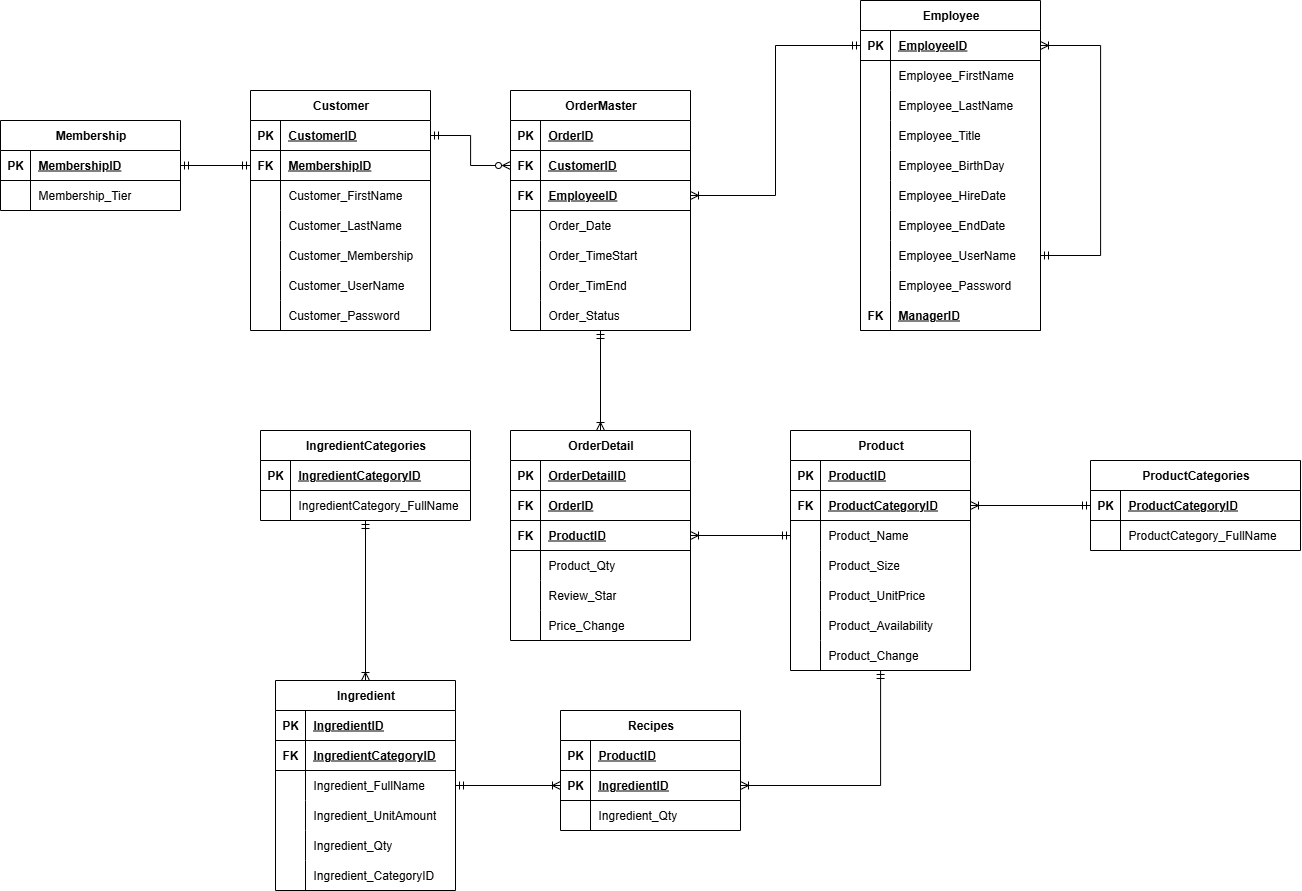 Employee
PK EmployeeID
Employee_FirstName
Employee_LastName
Employee_Title
Employee_BirthDay
Employee_HireDate
Employee_EndDate
Employee_UserName
Employee_Password
FK ManagerID
Customer
PK CustomerID
FK MembershipID
Customer_FirstName
Customer_LastName
Customer_Membership
Customer_UserName
Customer_Password
OrderMaster
PK OrderID
FK CustomerID
FK EmployeeID
Order_Date
Order_TimeStart
Order_TimEnd
Order_Status
Membership
PK MembershipID
Membership_Tier
IngredientCategories
PK IngredientCategoryID
IngredientCategory_FullName
OrderDetail
PK OrderDetailID
FK OrderID
FK ProductID
Product_Qty
Review_Star
Price_Change
Product
PK ProductID
FK ProductCategoryID
Product_Name
Product_Size
Product_UnitPrice
Product_Availability
Product_Change
ProductCategories
PK ProductCategoryID
ProductCategory_FullName
Ingredient
PK IngredientID
FK IngredientCategoryID
Ingredient_FullName
Ingredient_UnitAmount
Ingredient_Qty
Ingredient_CategoryID
Recipes
PK ProductID
PK IngredientID
Ingredient_Qty